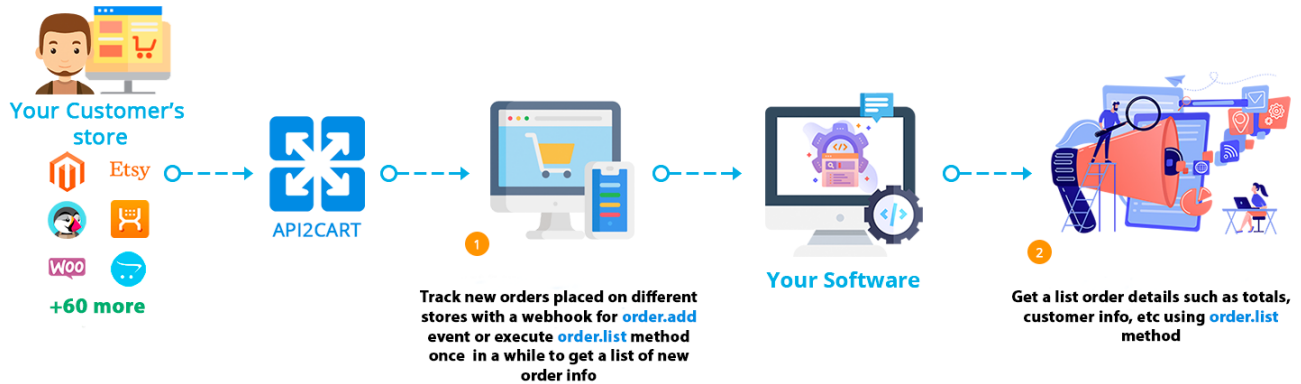 Your Customer's
store
Etsy
WOO
+60 more
API2CART
1
Track new orders placed on different
stores with a webhook for order.add
event or execute order.list method
once in a while to get a list of new
order info
Your Software
2
Get a list order details such as totals,
customer info, etc using order.list
method